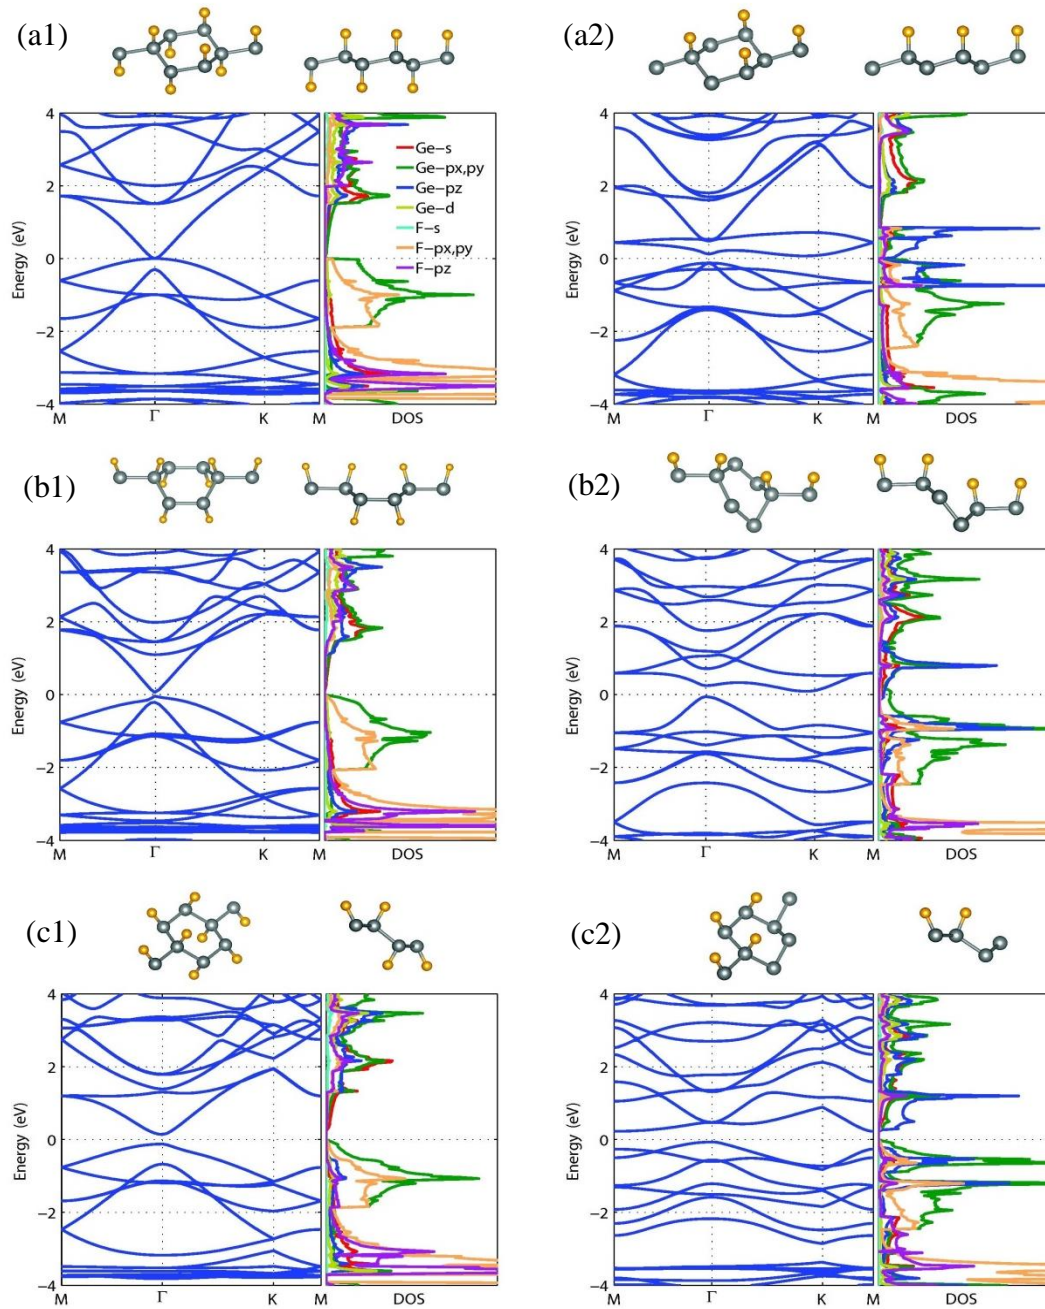 (a1)
4
2
0
−2
−4
Energy (eV)
M
Γ
K
M
DOS
Ge−s
Ge−px,py
Ge−pz
Ge−d
F−s
F−px,py
F−pz
(a2)
4
2
0
−2
−4
Energy (eV)
M
Γ
K
M
DOS
(b1)
4
2
0
−2
−4
Energy (eV)
M
Γ
K
M
DOS
(b2)
4
2
0
−2
−4
Energy (eV)
M
Γ
K
M
DOS
(c1)
4
2
0
−2
−4
Energy (eV)
M
Γ
K
M
DOS
(c2)
4
2
0
−2
−4
Energy (eV)
M
Γ
K
M
DOS